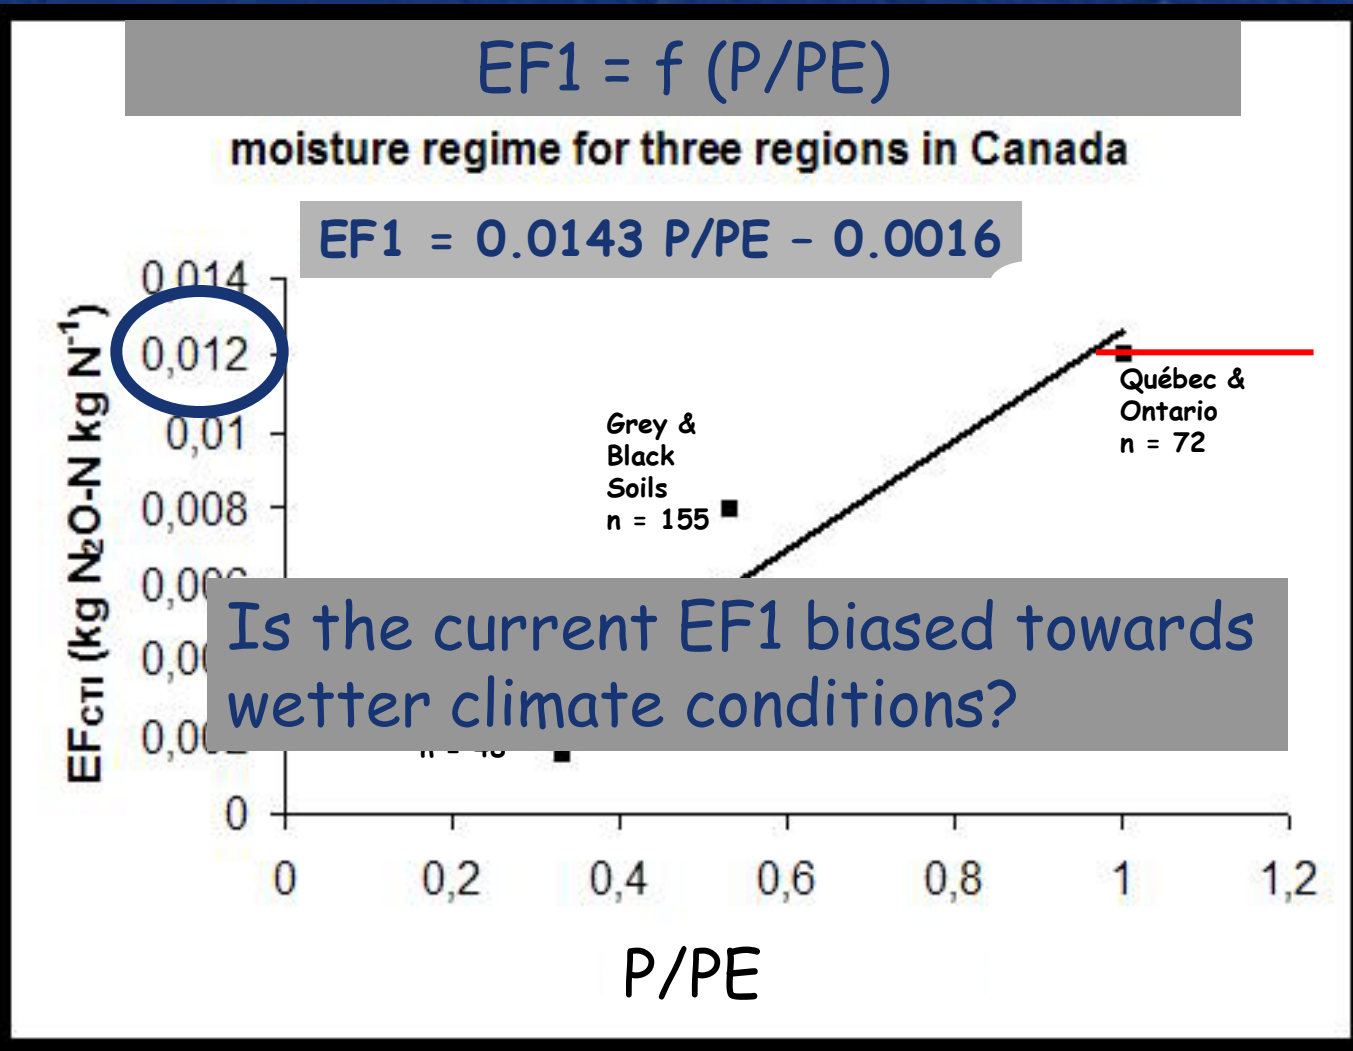 EF1 = f (P/PE)
moisture regime for three regions in Canada
EF1 = 0.0143 P/PE - 0.0016
0,014
0,012
0,01
0,008
EFCTI (kg N2O-N kg N-1)
Grey &
Black
Soils
n = 155
Québec &
Ontario
n = 72
Is the current EF1 biased towards
wetter climate conditions?
0
0 0,2 0,4 0,6 0,8 1 1,2
P/PE